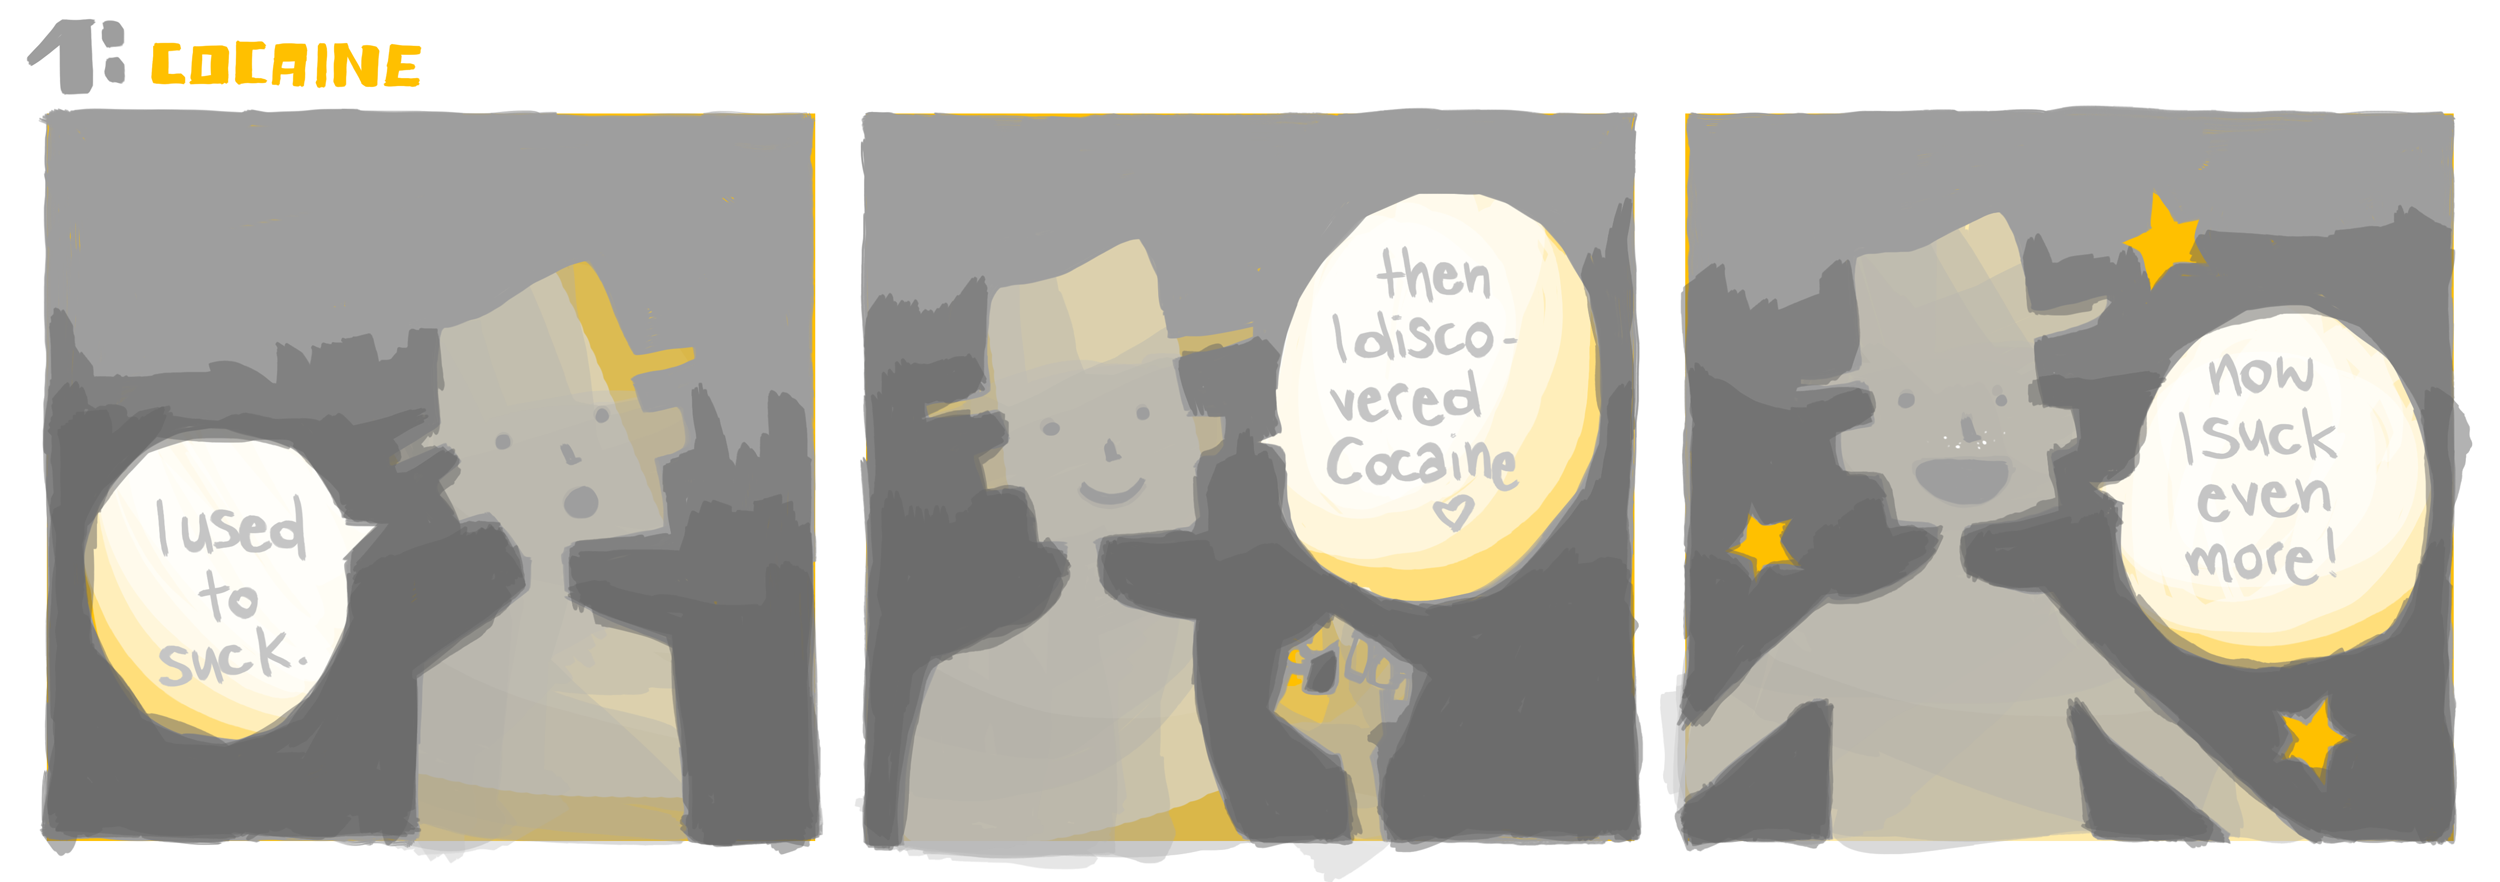 1: COCAINE
I used
to
suck.
then
I disco-
vered
Cocaine
♡
Now
I suck
even
more!